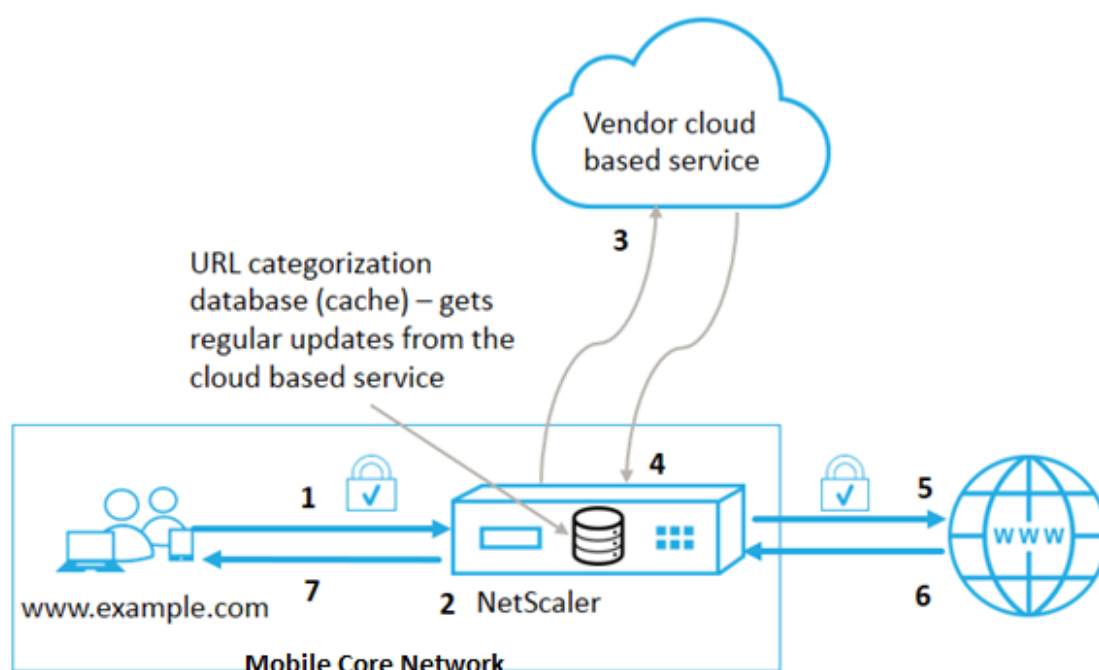 Vendor cloud
based service
3
URL categorization
database (cache) – gets
regular updates from the
cloud based service
4
1
5
www
7
2 NetScaler
6
www.example.com
Mobile Core Network